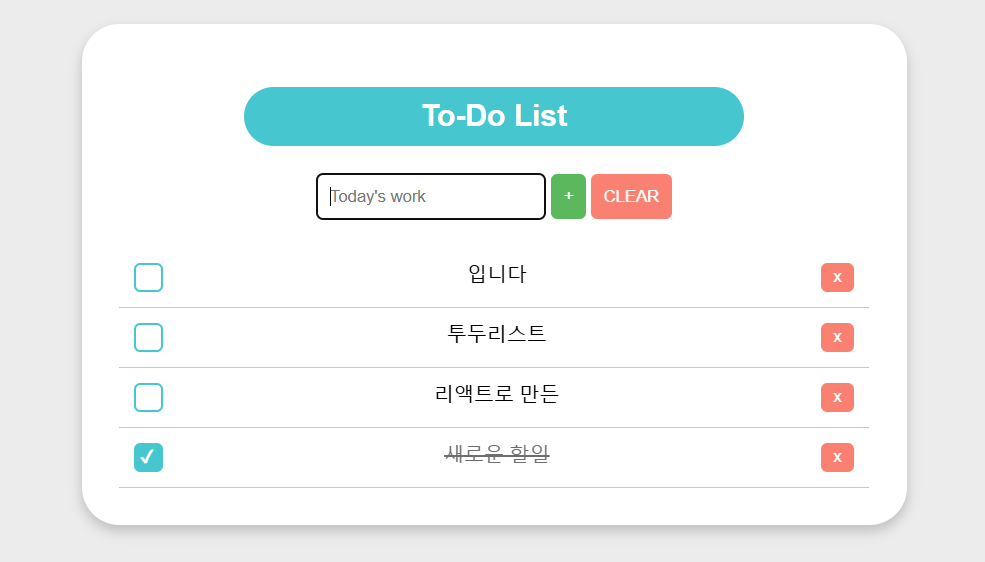 To-Do List
Today's work + CLEAR
입니다 x
투두리스트 x
리액트로 만든 x
새로운 할일 x